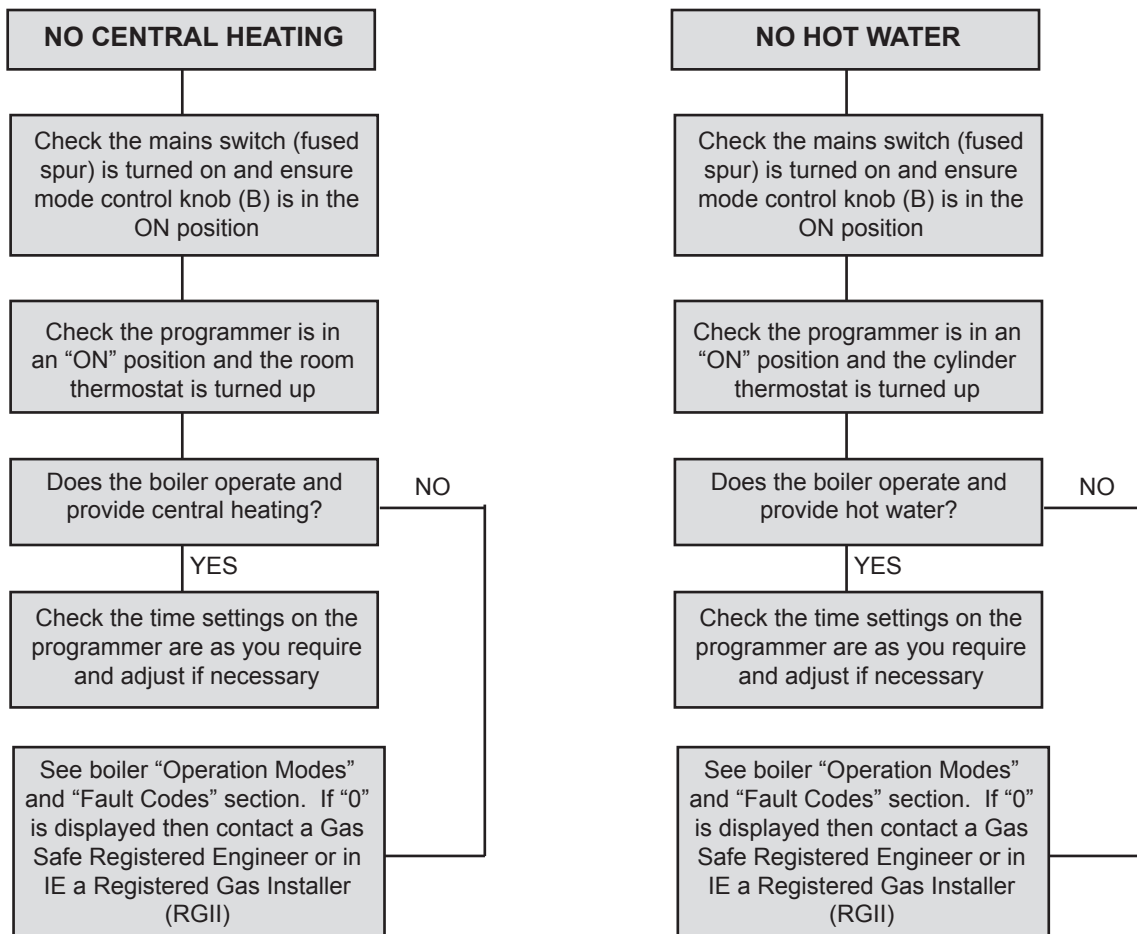 NO CENTRAL HEATING
Check the mains switch (fused
spur) is turned on and ensure
mode control knob (B) is in the
ON position
Check the programmer is in
an “ON” position and the room
thermostat is turned up
Does the boiler operate and
provide central heating?
NO
YES
Check the time settings on the
programmer are as you require
and adjust if necessary
See boiler “Operation Modes”
and “Fault Codes” section.  If “0”
is displayed then contact a Gas
Safe Registered Engineer or in
IE a Registered Gas Installer
(RGII)
NO HOT WATER
Check the mains switch (fused
spur) is turned on and ensure
mode control knob (B) is in the
ON position
Check the programmer is in an
“ON” position and the cylinder
thermostat is turned up
Does the boiler operate and
provide hot water?
NO
YES
Check the time settings on the
programmer are as you require
and adjust if necessary
See boiler “Operation Modes”
and “Fault Codes” section.  If “0”
is displayed then contact a Gas
Safe Registered Engineer or in
IE a Registered Gas Installer
(RGII)